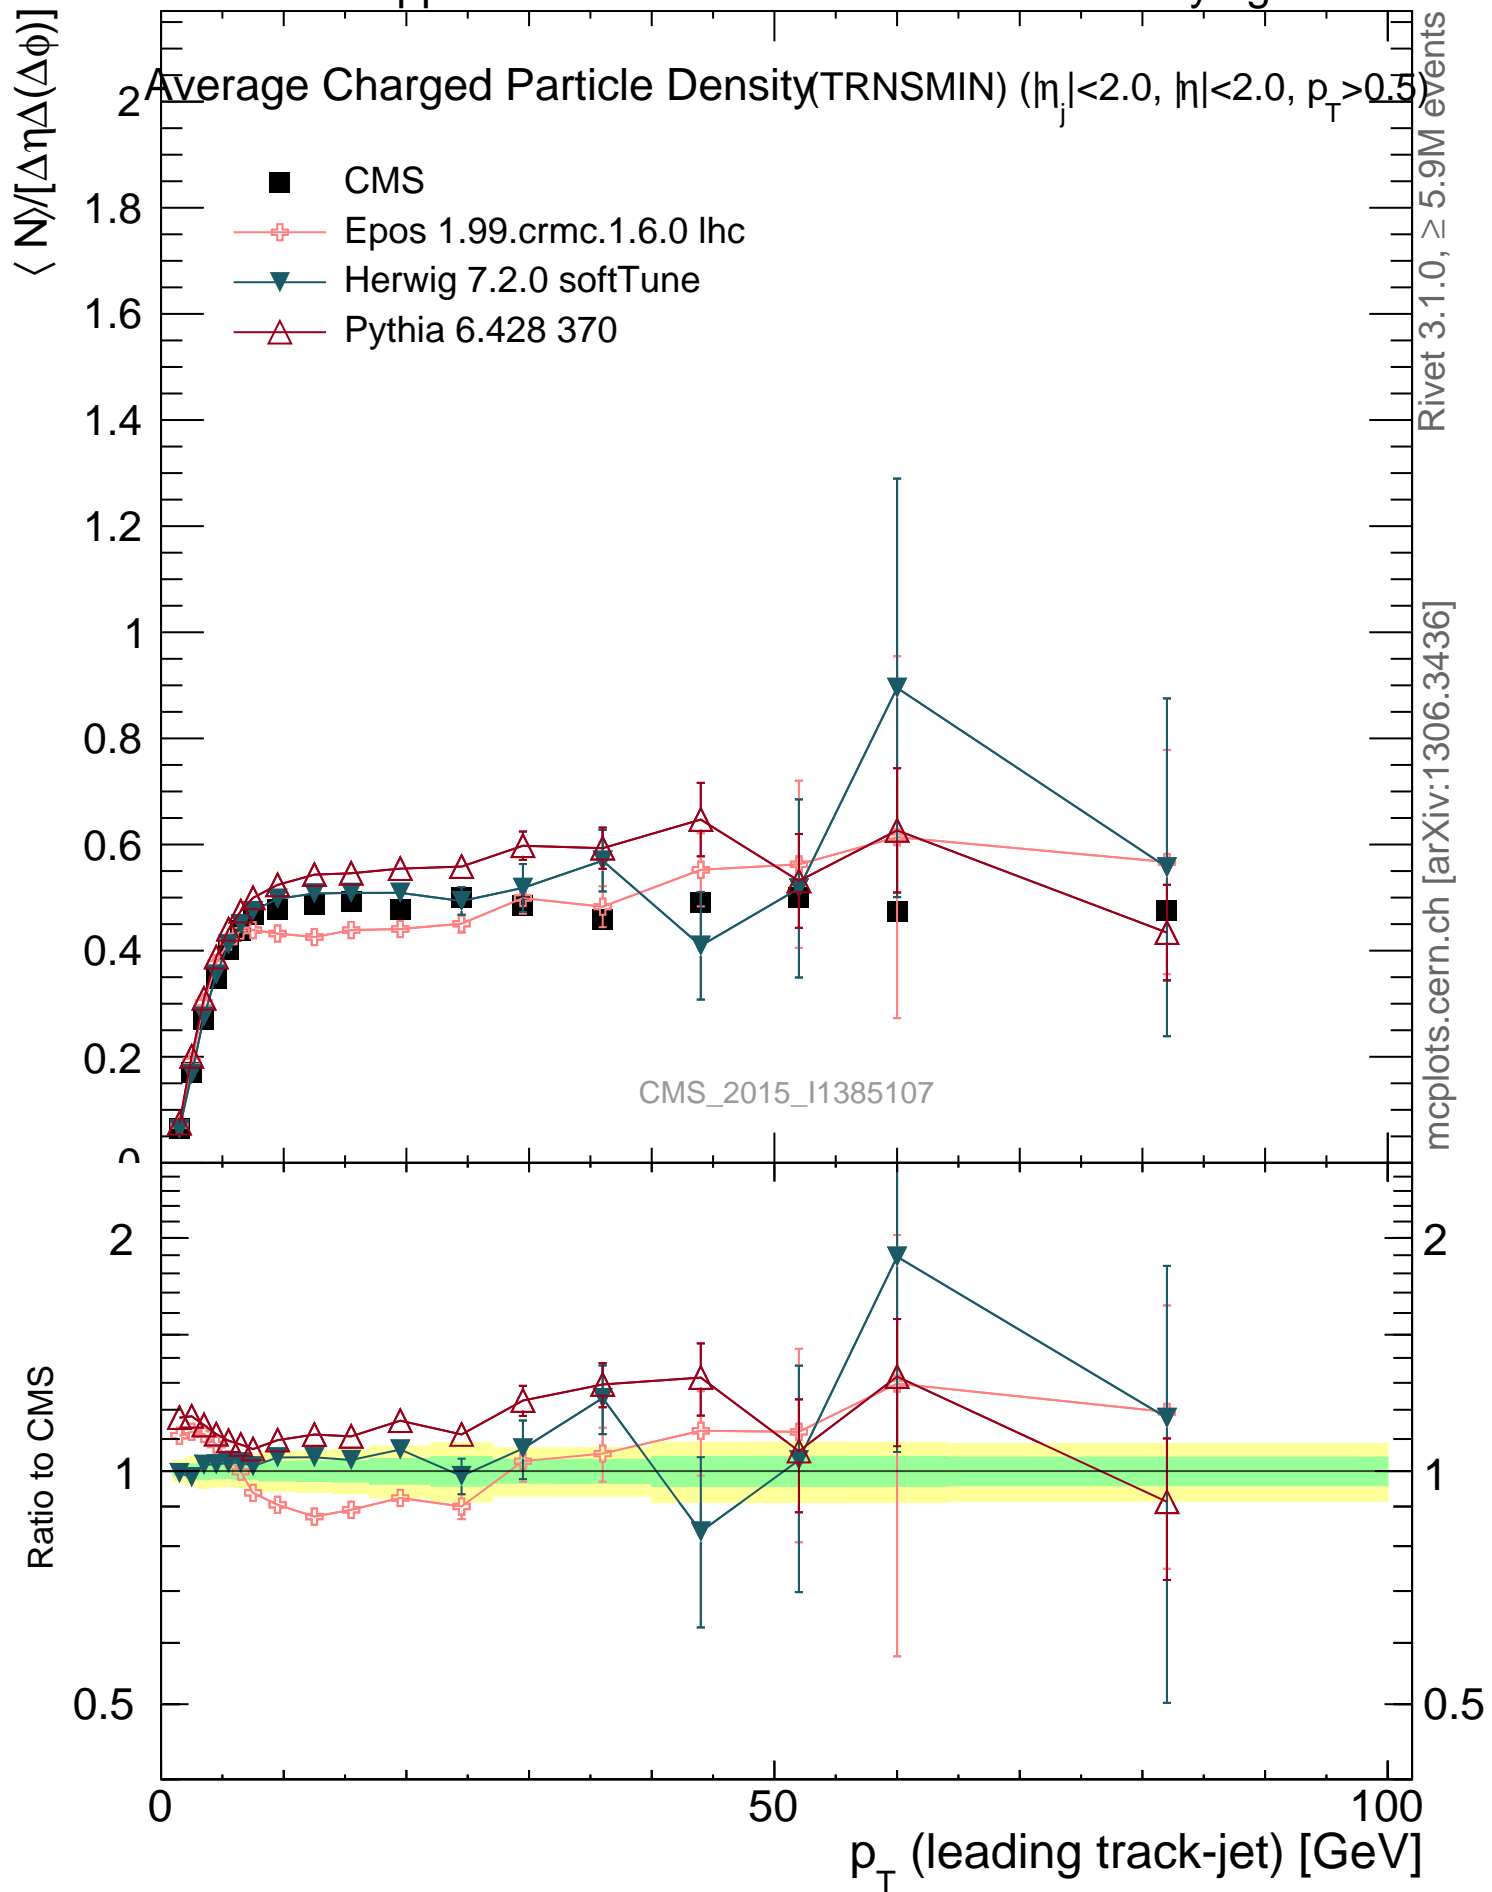 pp
⟨ N⟩/[ΔηΔ(Δϕ)]
Average Charged Particle Density(TRNSMIN) (|ηj|<2.0, |η|<2.0, pT>0.5)
CMS
Epos 1.99.crmc.1.6.0 lhc
Herwig 7.2.0 softTune
Pythia 6.428 370
2
1.8
1.6
1.4
1.2
1
0.8
0.6
0.4
0.2
0
CMS_2015_I1385107
Rivet 3.1.0, ≥ 5.9M events
mcplots.cern.ch [arXiv:1306.3436]
Ratio to CMS
2
1
0.5
2
1
0.5
0
50
100
pT (leading track-jet) [GeV]